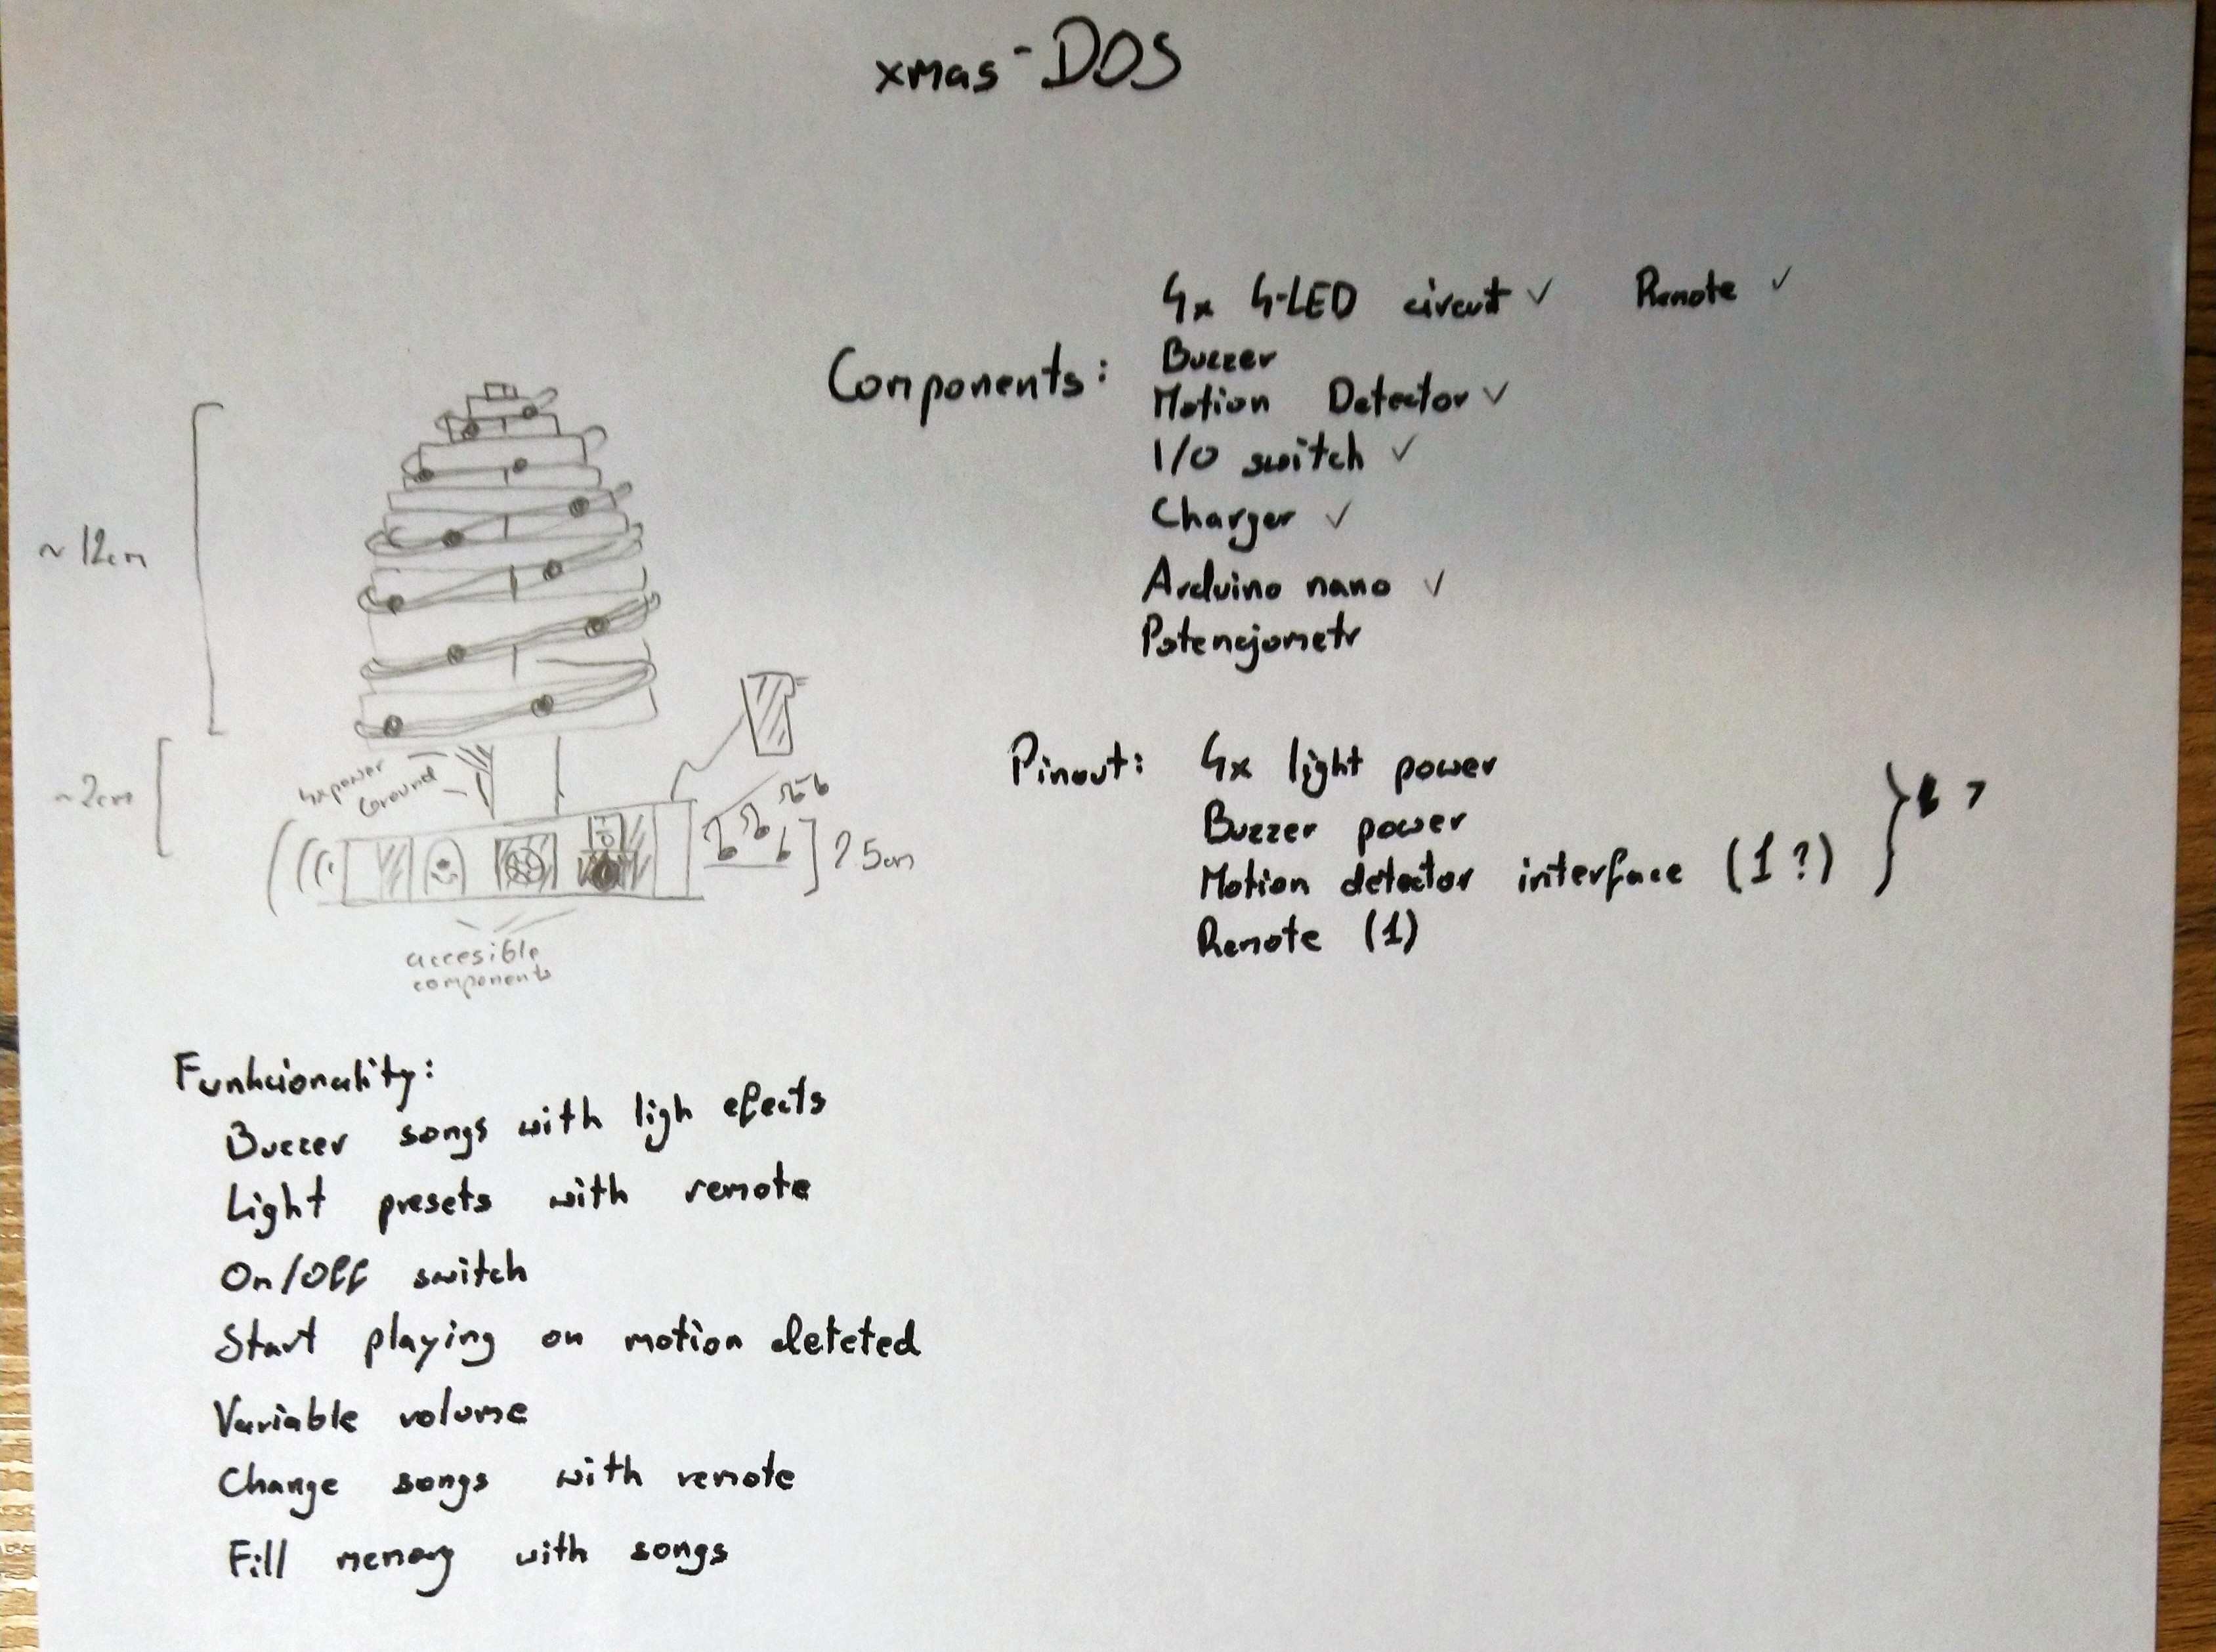 xmas-DOS
Components:
4x 4-LED circuit ✓ Remote ✓
Buzzer
Motion Detector ✓
I/O switch ✓
Charger ✓
Arduino nano ✓
Potencjometr
~12cm
~2cm
4xpower
Ground
?5cm
accesible
components
Pinout: 4x light power
Buzzer power
Motion detector interface (1?)
Remote (1)
7
Funkcionality:
Buzzer songs with ligh efects
Light presets with remote
On/Off switch
Start playing on motion deteted
Variable volume
Change songs with remote
Fill memory with songs